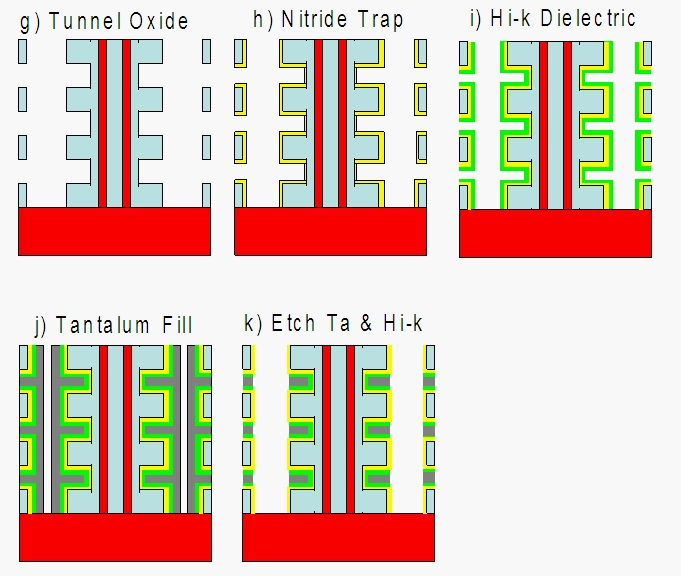 g) Tunnel Oxide
h) Nitride Trap
i) Hi-k Dielectric
j) Tantalum Fill
k) Etch Ta & Hi-k